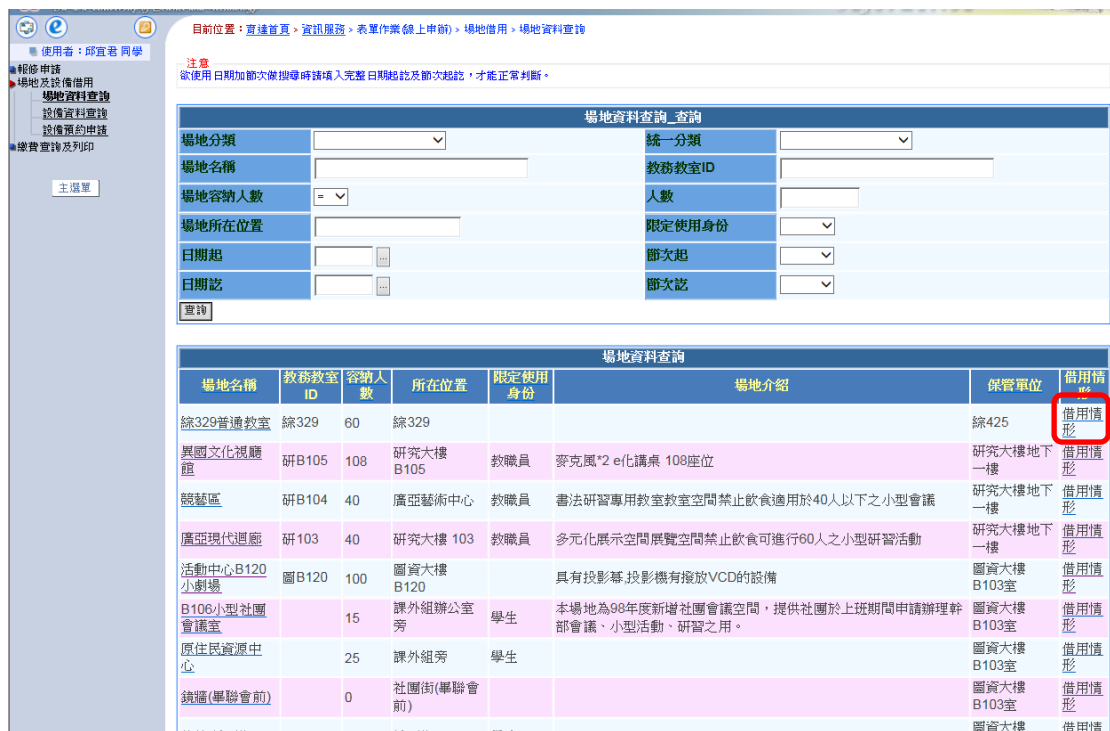 使用者：邱宜君 同學
報修申請
場地及設備借用
場地資料查詢
設備資料查詢
設備預約申請
繳費查詢及列印
主選單
目前位置：育達首頁 > 資訊服務 > 表單作業(線上申辦) > 場地借用 > 場地資料查詢
注意
欲使用日期加節次做搜尋時請填入完整日期起訖及節次起訖，才能正常判斷。
場地資料查詢_查詢
場地分類 統一分類
場地名稱 教務教室ID
場地容納人數 = 人數
場地所在位置 限定使用身份
日期起 ... 節次起
日期訖 ... 節次訖
查詢
場地資料查詢
場地名稱 教務教室ID 容納人數 所在位置 限定使用身份 場地介紹 保管單位 借用情形
綜329普通教室 綜329 60 綜329 綜425 借用情形
異國文化視廳館 研B105 108 研究大樓B105 教職員 麥克風*2 e化講桌 108座位 研究大樓地下一樓 借用情形
競藝區 研B104 40 廣亞藝術中心 教職員 書法研習專用教室教室空間禁止飲食適用於40人以下之小型會議 研究大樓地下一樓 借用情形
廣亞現代迴廊 研103 40 研究大樓 103 教職員 多元化展示空間展覽空間禁止飲食可進行60人之小型研習活動 研究大樓地下一樓 借用情形
活動中心B120小劇場 圖B120 100 圖資大樓B120 具有投影幕,投影機有撥放VCD的設備 圖資大樓B103室 借用情形
B106小型社團會議室 15 課外組辦公室旁 學生 本場地為98年度新增社團會議空間，提供社團於上班期間申請辦理幹部會議、小型活動、研習之用。 圖資大樓B103室 借用情形
原住民資源中心 25 課外組旁 學生 圖資大樓B103室 借用情形
鏡牆(畢聯會前) 0 社團街(畢聯會前) 圖資大樓B103室 借用情形
圖資大樓 借用情